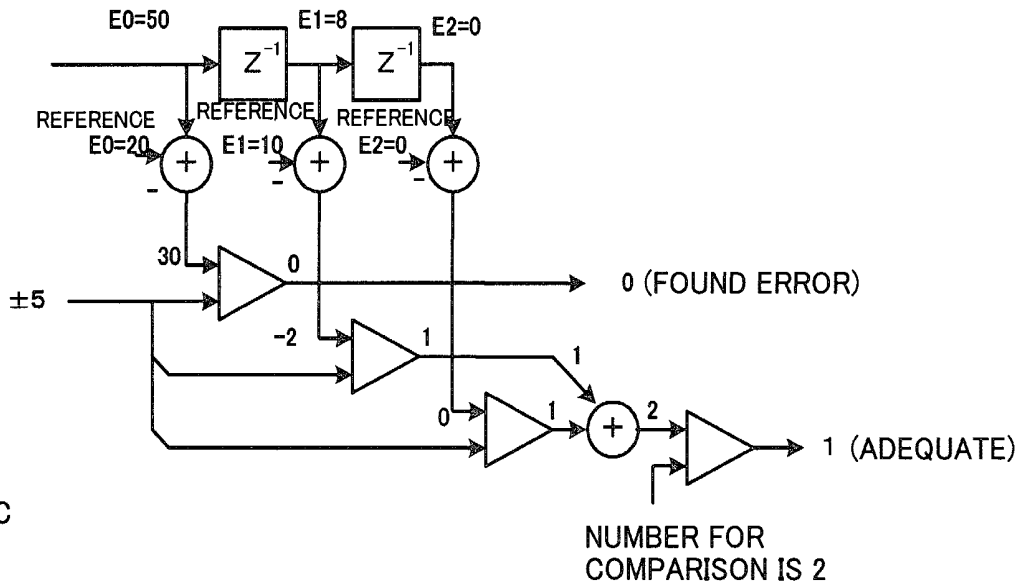 E0=50 E1=8 E2=0
Z⁻¹ Z⁻¹
REFERENCE REFERENCE REFERENCE
E0=20 E1=10 E2=0
+ + +
- - -
30 0
0 (FOUND ERROR)
±5
-2 1
1
0 1 + 2
1 (ADEQUATE)
C
NUMBER FOR
COMPARISON IS 2